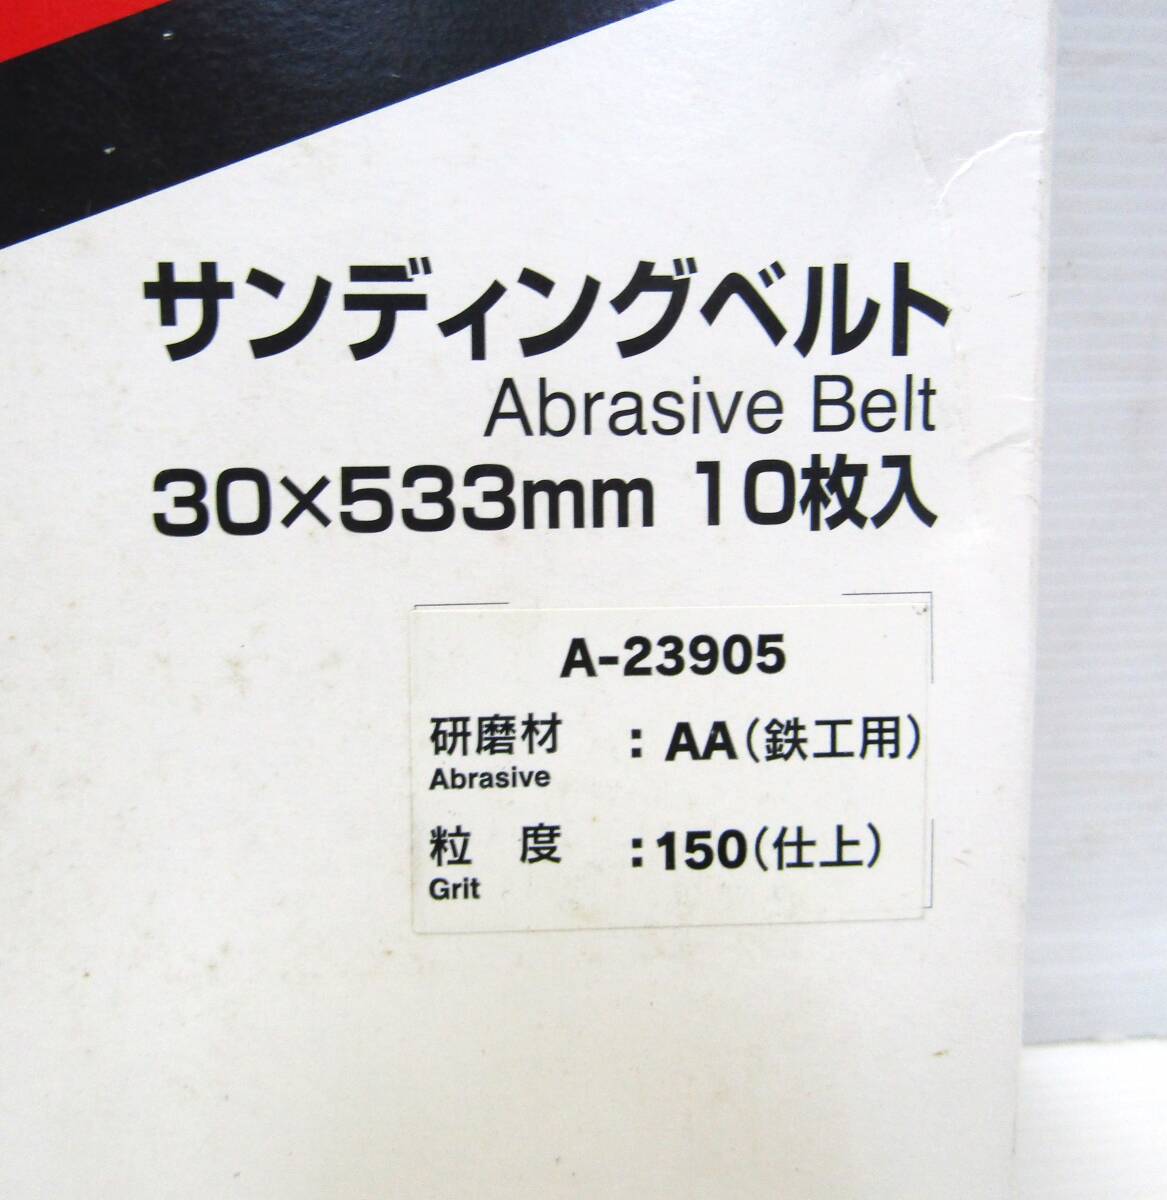 サンディングベルト
Abrasive Belt
30×533mm 10枚入
A-23905
研磨材 : AA(鉄工用)
Abrasive
粒 度 :150(仕上)
Grit